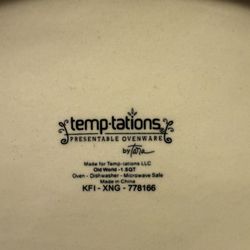 temp-tations®
PRESENTABLE OVENWARE
by Tara
Made for Temp-tations LLC
Old World - 1.5QT
Oven - Dishwasher - Microwave Safe
Made in China
KFI - XNG - 778166